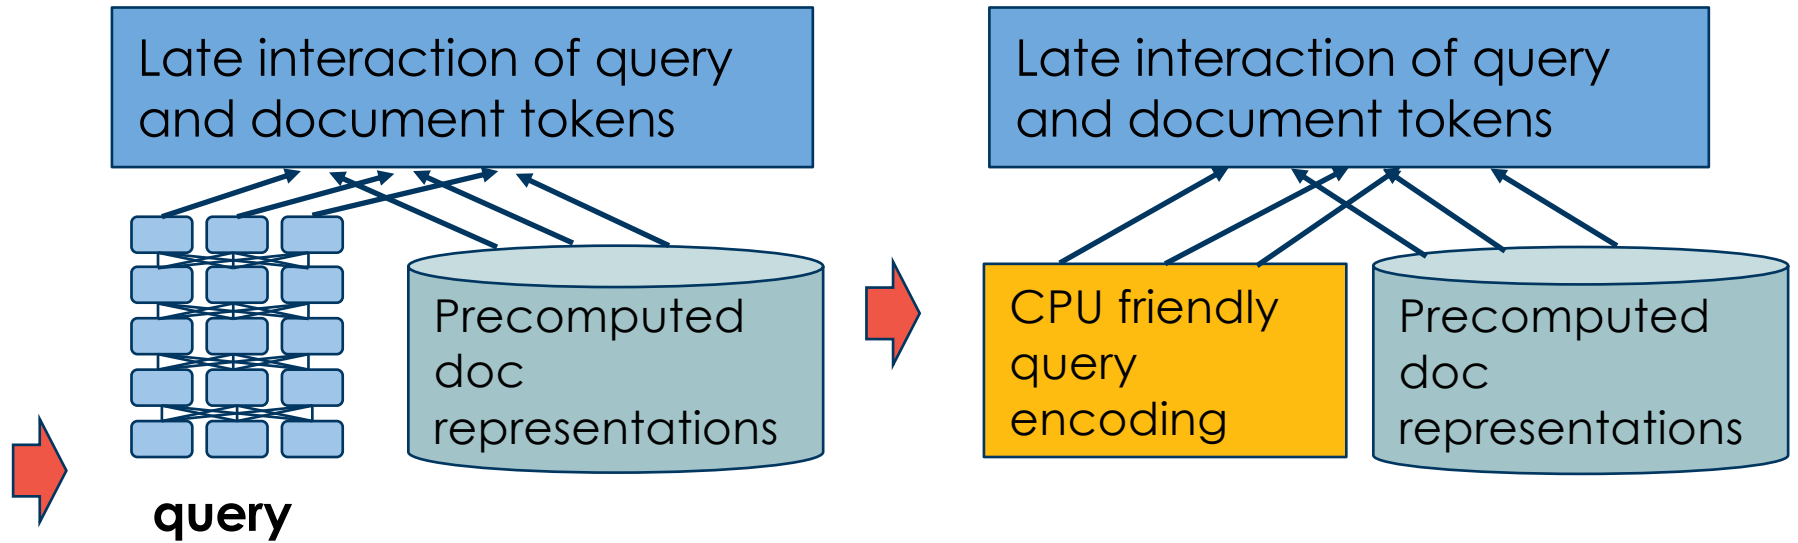 Late interaction of query
and document tokens
Precomputed
doc
representations
query
Late interaction of query
and document tokens
CPU friendly
query
encoding
Precomputed
doc
representations